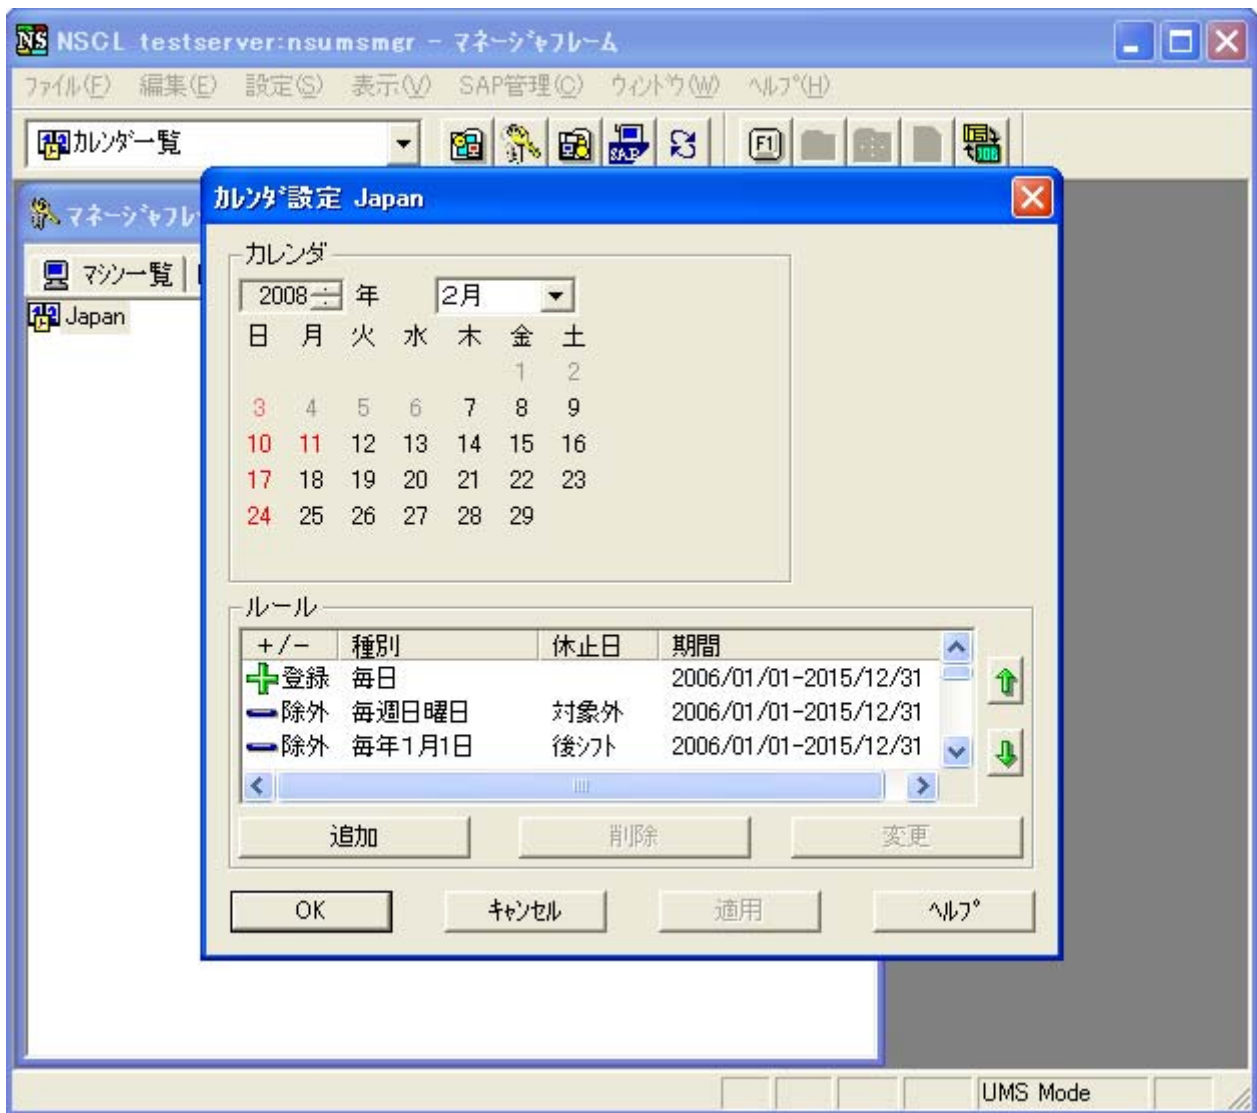 NSCL testserver:nsumsmgr - マネージャフレーム
ファイル(F) 編集(E) 設定(S) 表示(V) SAP管理(C) ウィンドウ(W) ヘルプ(H)
カレンダ一覧
SAP F1 JOB
マネージャフレ
マシン一覧
Japan
カレンダ設定 Japan
カレンダ
2008 年 2月
日 月 火 水 木 金 土
1 2
3 4 5 6 7 8 9
10 11 12 13 14 15 16
17 18 19 20 21 22 23
24 25 26 27 28 29
ルール
+/- 種別 休止日 期間
登録 毎日 2006/01/01-2015/12/31
除外 毎週日曜日 対象外 2006/01/01-2015/12/31
除外 毎年1月1日 後シフト 2006/01/01-2015/12/31
追加 削除 変更
OK キャンセル 適用 ヘルプ
UMS Mode